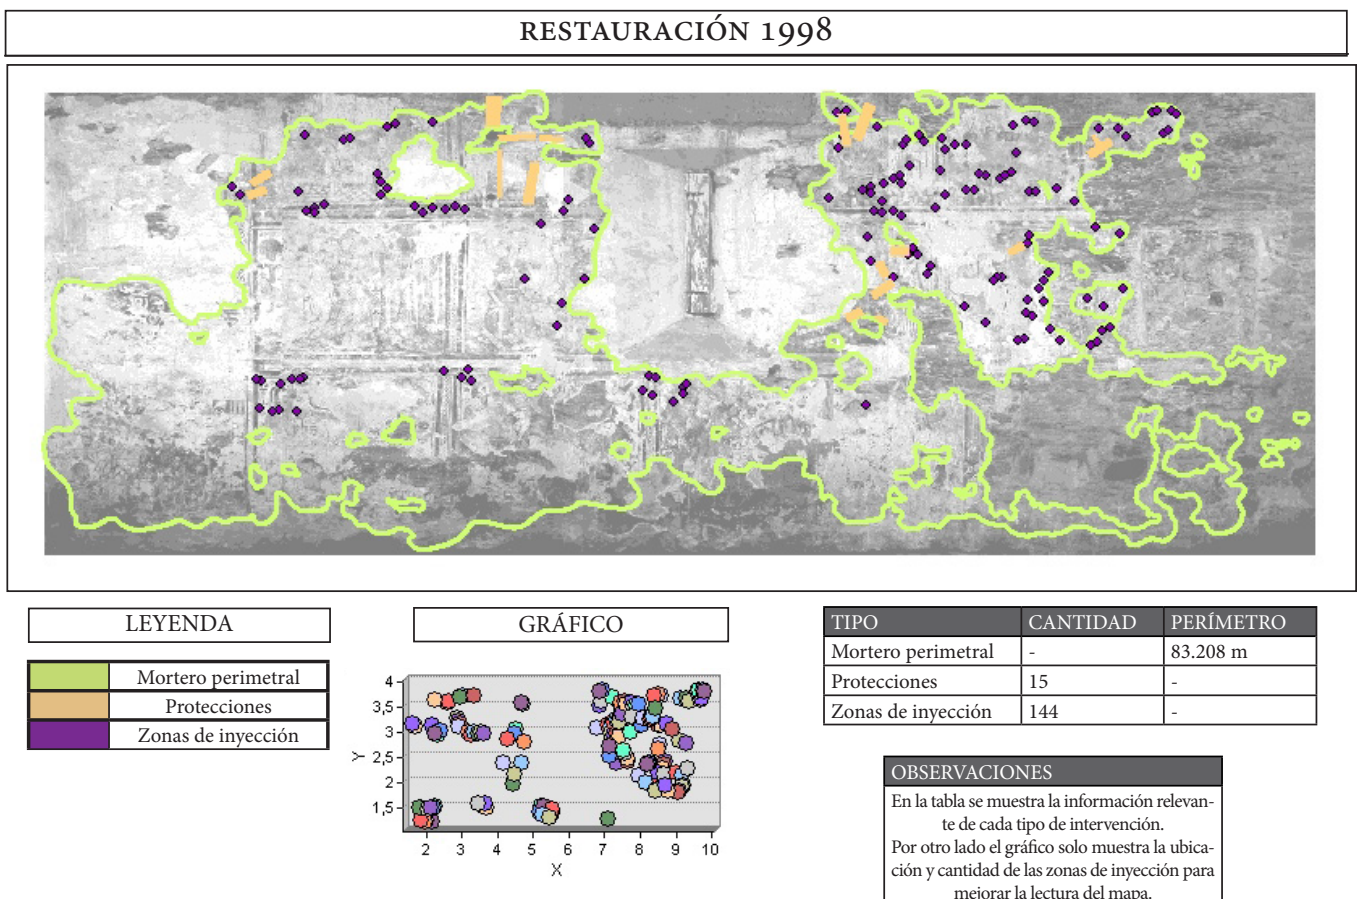 RESTAURACIÓN 1998
LEYENDA
Mortero perimetral
Protecciones
Zonas de inyección
GRÁFICO
4
3,5
3
2,5
2
1,5
Y
2 3 4 5 6 7 8 9 10
X
TIPO CANTIDAD PERÍMETRO
Mortero perimetral - 83.208 m
Protecciones 15 -
Zonas de inyección 144 -
OBSERVACIONES
En la tabla se muestra la información relevan-
te de cada tipo de intervención.
Por otro lado el gráfico solo muestra la ubica-
ción y cantidad de las zonas de inyección para
mejorar la lectura del mapa.